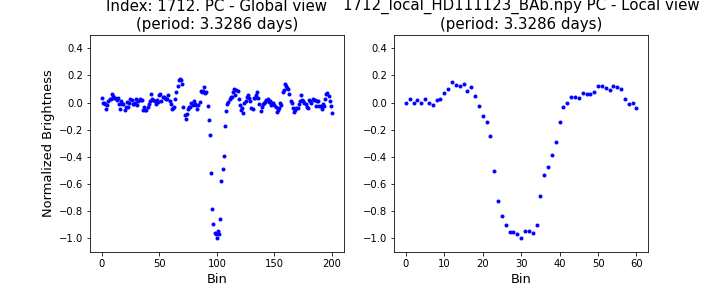 Index: 1712. PC - Global view
(period: 3.3286 days)
1712_local_HD111123_BAb.npy PC - Local view
(period: 3.3286 days)
Normalized Brightness
0.4
0.2
0.0
−0.2
−0.4
−0.6
−0.8
−1.0
0 50 100 150 200
Bin
0.4
0.2
0.0
−0.2
−0.4
−0.6
−0.8
−1.0
0 10 20 30 40 50 60
Bin